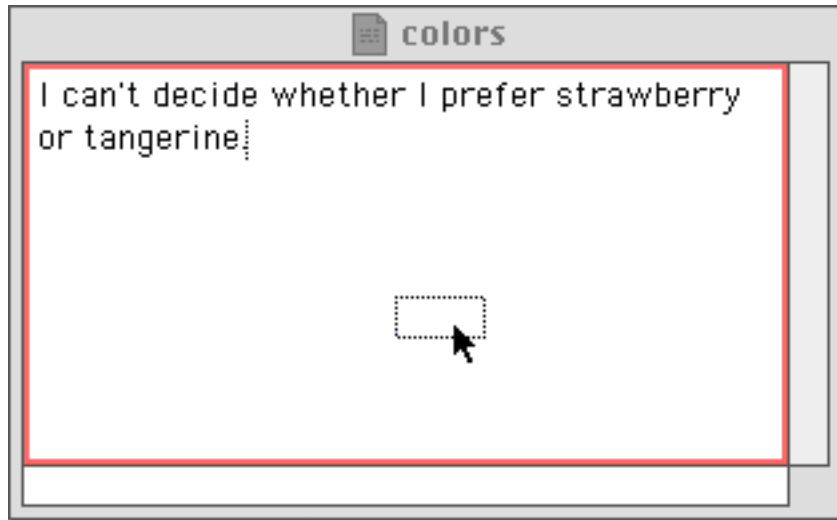 colors
I can't decide whether I prefer strawberry
or tangerine.